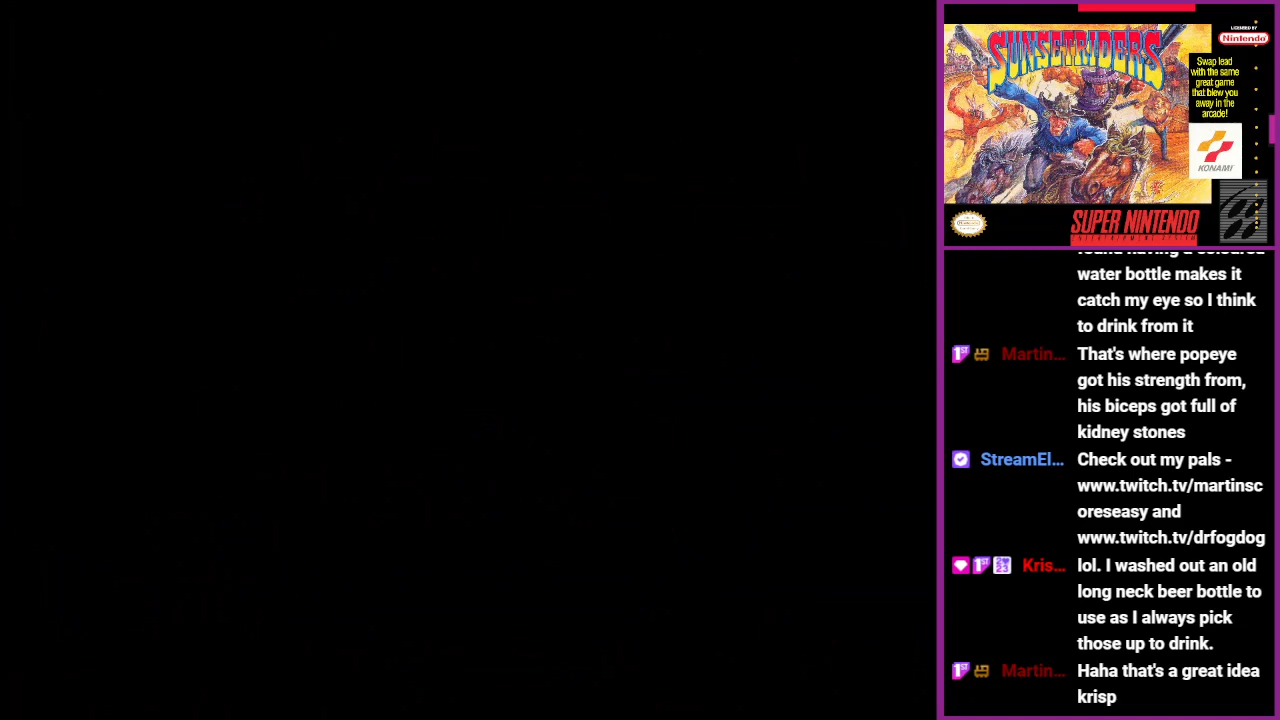 LICENSED BY
Nintendo
SUNSETRIDERS
Swap lead
with the same
great game
that blew you
away in the
arcade!
KONAMI
SUPER NINTENDO
water bottle makes it
catch my eye so I think
to drink from it
Martin... That's where popeye
got his strength from,
his biceps got full of
kidney stones
StreamEl... Check out my pals -
www.twitch.tv/martinsc
oreseasy and
www.twitch.tv/drfogdog
Kris... lol. I washed out an old
long neck beer bottle to
use as I always pick
those up to drink.
Martin... Haha that's a great idea
krisp